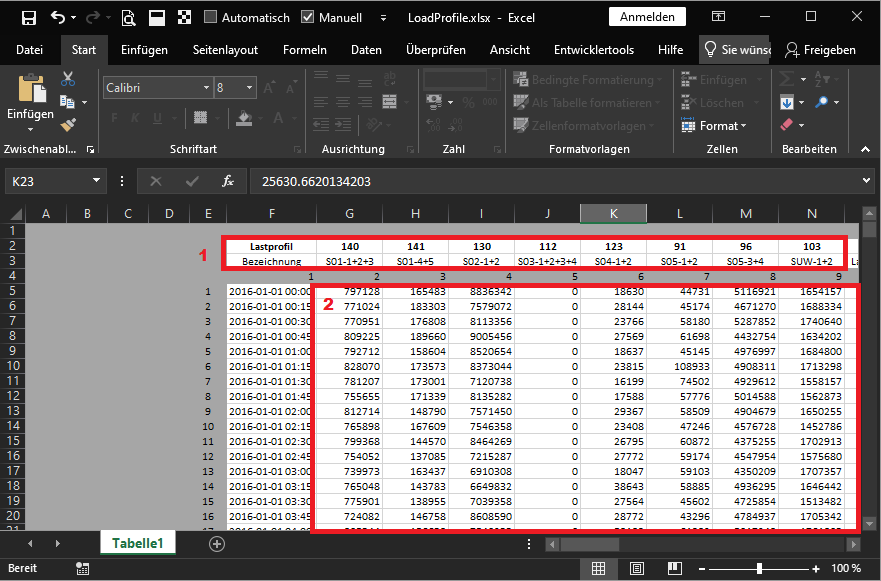 Automatisch Manuell LoadProfile.xlsx - Excel Anmelden
Datei Start Einfügen Seitenlayout Formeln Daten Überprüfen Ansicht Entwicklertools Hilfe Sie wünsc Freigeben
Calibri 8 Bedingte Formatierung Einfügen
Einfügen Als Tabelle formatieren Löschen
F K U % 000 Zellenformatvorlagen Format
Zwischenabl... Schriftart Ausrichtung Zahl Formatvorlagen Zellen Bearbeiten
K23 fx 25630.6620134203
A B C D E F G H I J K L M N
1
2 Lastprofil 140 141 130 112 123 91 96 103
1
3 Bezeichnung S01-1+2+3 S01-4+5 S02-1+2 S03-1+2+3+4 S04-1+2 S05-1+2 S05-3+4 SUW-1+2 La
4 1 2 3 4 5 6 7 8 9
5 1 2016-01-01 00:00 797128 165483 8836342 0 18630 44731 5116921 1654157
2
6 2 2016-01-01 00:15 771024 183303 7579072 0 28144 45174 4671270 1688334
7 3 2016-01-01 00:30 770951 176808 8113356 0 23766 58180 5287852 1740640
8 4 2016-01-01 00:45 809225 189660 9005456 0 27569 61698 4432754 1634202
9 5 2016-01-01 01:00 792712 158604 8520654 0 18637 45145 4976997 1684800
10 6 2016-01-01 01:15 828070 173573 8373044 0 23815 108933 4908311 1713298
11 7 2016-01-01 01:30 781207 173001 7120738 0 16199 74502 4929612 1558157
12 8 2016-01-01 01:45 755655 171339 8135282 0 17588 57776 5014588 1562873
13 9 2016-01-01 02:00 812714 148790 7571450 0 29367 58509 4904679 1650255
14 10 2016-01-01 02:15 765898 167609 7546358 0 23408 47246 4576728 1452786
15 11 2016-01-01 02:30 799368 144570 8464269 0 26795 60872 4375255 1702913
16 12 2016-01-01 02:45 754052 137085 7215287 0 27772 59174 4547954 1575680
17 13 2016-01-01 03:00 739973 163437 6910308 0 18047 59103 4350209 1707357
18 14 2016-01-01 03:15 765048 143783 6649832 0 38643 58885 4936295 1646442
19 15 2016-01-01 03:30 775901 138955 7039358 0 27564 45602 4725854 1513482
20 16 2016-01-01 03:45 724082 146758 8608590 0 28772 43296 4784937 1705342
Tabelle1
Bereit 100 %